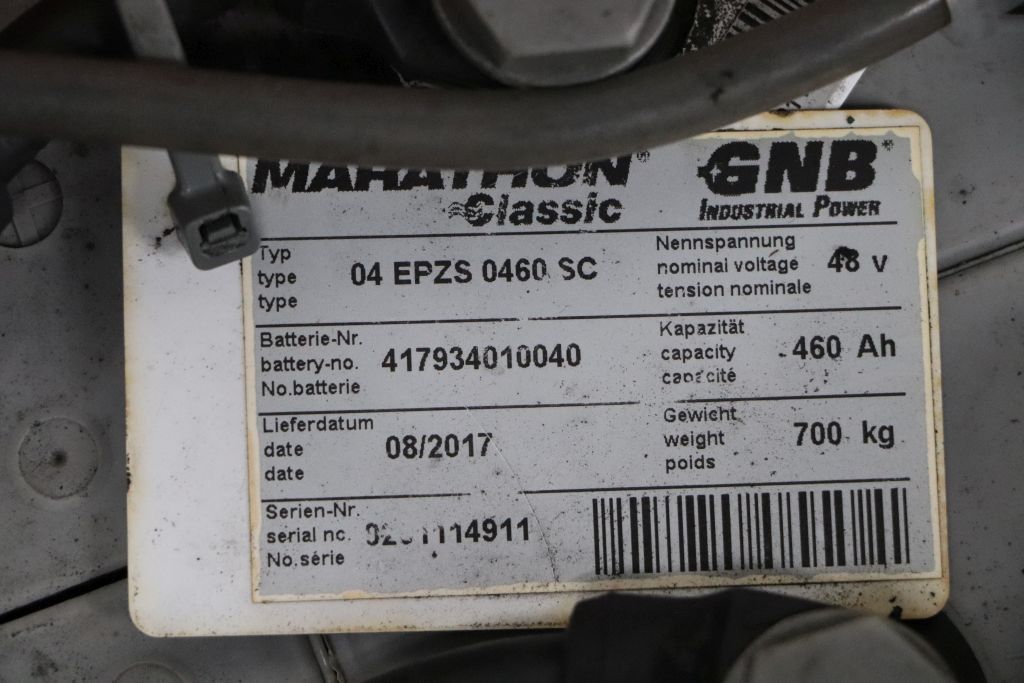 MARATHON®
Classic
GNB®
INDUSTRIAL POWER
Typ
type
type
04 EPZS 0460 SC
Nennspannung
nominal voltage
tension nominale
48 V
Batterie-Nr.
battery-no.
No.batterie
417934010040
Kapazität
capacity
capacité
460 Ah
Lieferdatum
date
date
08/2017
Gewicht
weight
poids
700 kg
Serien-Nr.
serial no.
No.série